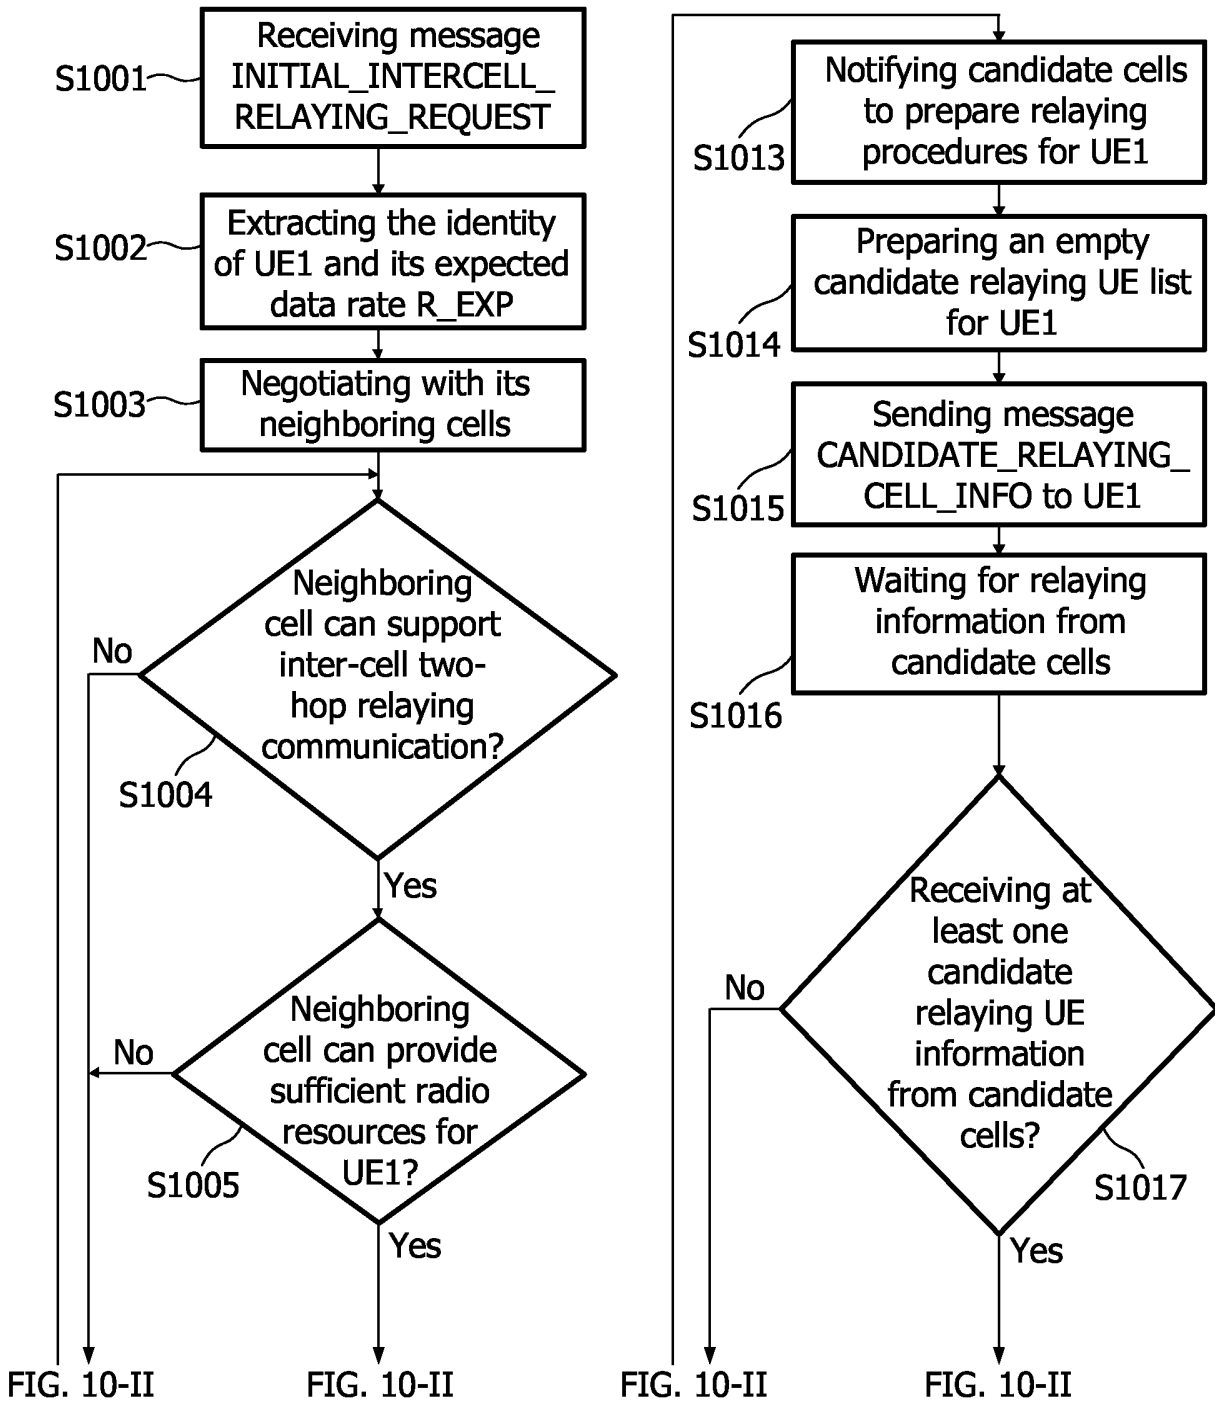 Receiving message
INITIAL_INTERCELL_
RELAYING_REQUEST
S1001
Extracting the identity
of UE1 and its expected
data rate R_EXP
S1002
Negotiating with its
neighboring cells
S1003
Neighboring
cell can support
inter-cell two-
hop relaying
communication?
No
S1004
Yes
Neighboring
cell can provide
sufficient radio
resources for
UE1?
No
S1005
Yes
FIG. 10-II
FIG. 10-II
Notifying candidate cells
to prepare relaying
procedures for UE1
S1013
Preparing an empty
candidate relaying UE list
for UE1
S1014
Sending message
CANDIDATE_RELAYING_
CELL_INFO to UE1
S1015
Waiting for relaying
information from
candidate cells
S1016
Receiving at
least one
candidate
relaying UE
information
from candidate
cells?
No
S1017
Yes
FIG. 10-II
FIG. 10-II